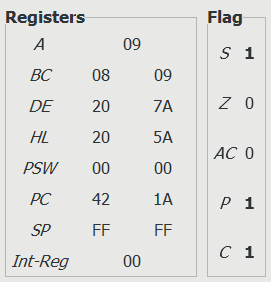 Registers
A 09
BC 08 09
DE 20 7A
HL 20 5A
PSW 00 00
PC 42 1A
SP FF FF
Int-Reg 00
Flag
S 1
Z 0
AC 0
P 1
C 1